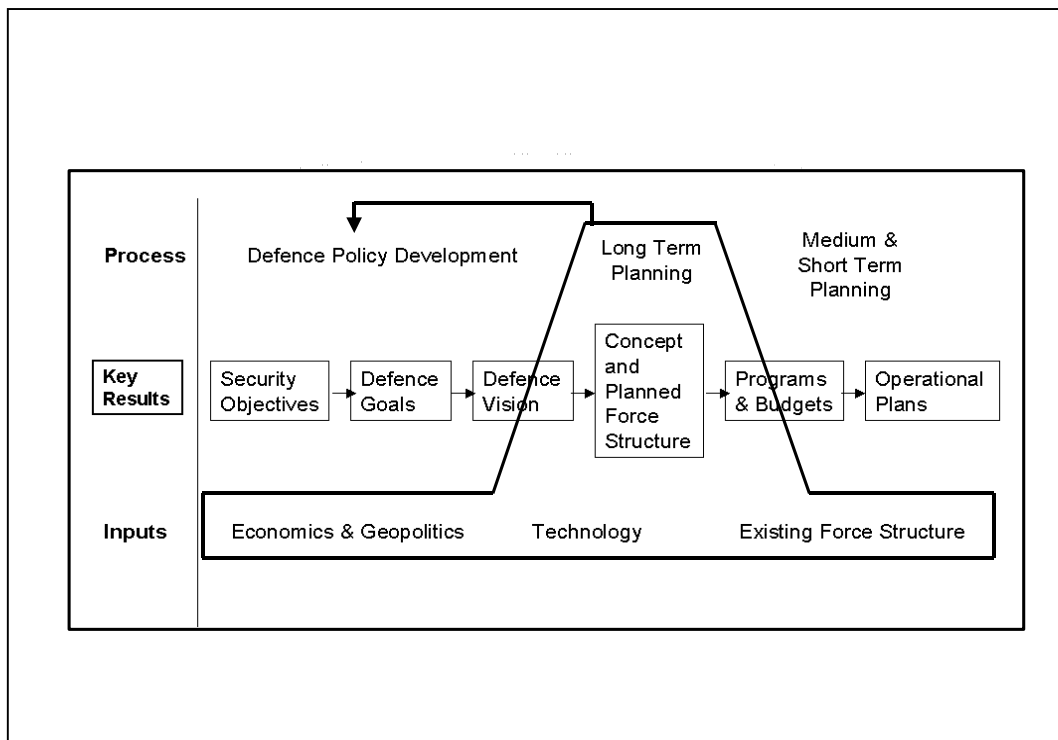 Process
Defence Policy Development
Long Term
Planning
Medium &
Short Term
Planning
Key
Results
Security
Objectives
Defence
Goals
Defence
Vision
Concept
and
Planned
Force
Structure
Programs
& Budgets
Operational
Plans
Inputs
Economics & Geopolitics
Technology
Existing Force Structure